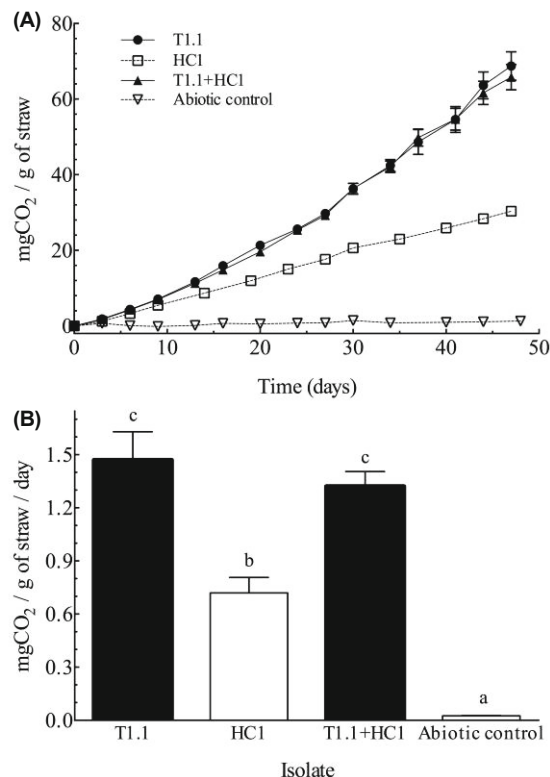 (A)
80
60
40
20
0
mgCO2 / g of straw
T1.1
HC1
T1.1+HC1
Abiotic control
0 10 20 30 40 50
Time (days)
(B)
1.5
1.2
0.9
0.6
0.3
0.0
mgCO2 / g of straw / day
c
b
c
a
T1.1 HC1 T1.1+HC1 Abiotic control
Isolate